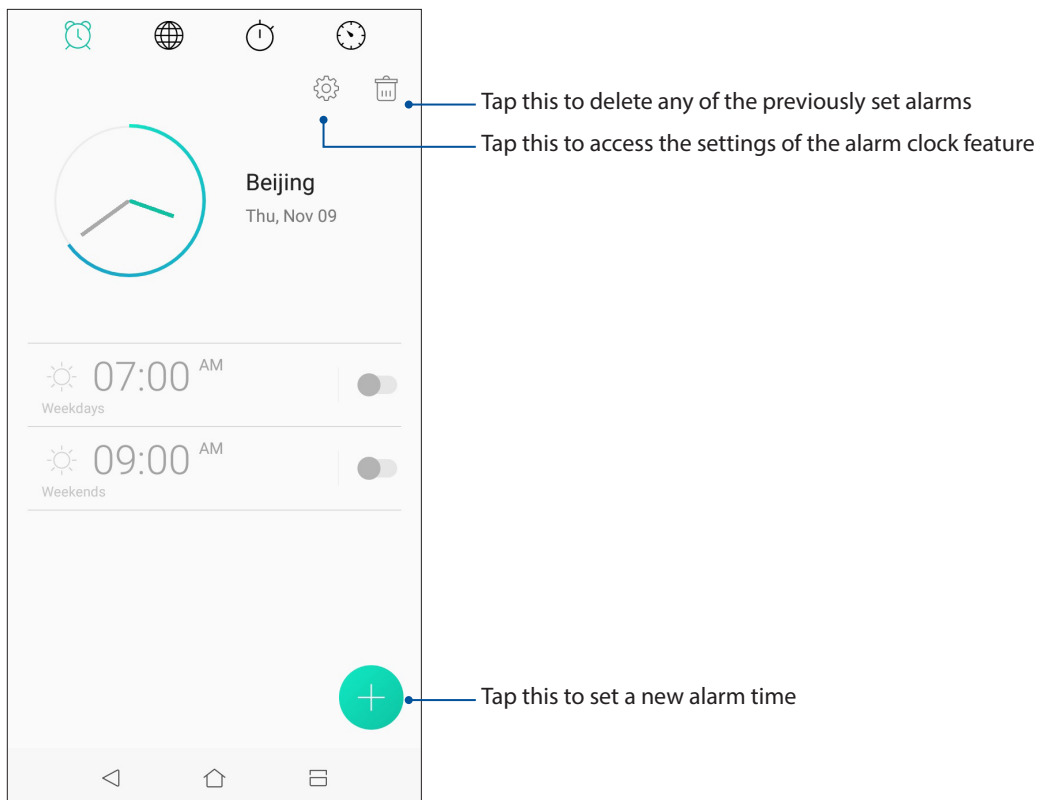 Tap this to delete any of the previously set alarms
Tap this to access the settings of the alarm clock feature
Beijing
Thu, Nov 09
07:00 AM
Weekdays
09:00 AM
Weekends
Tap this to set a new alarm time